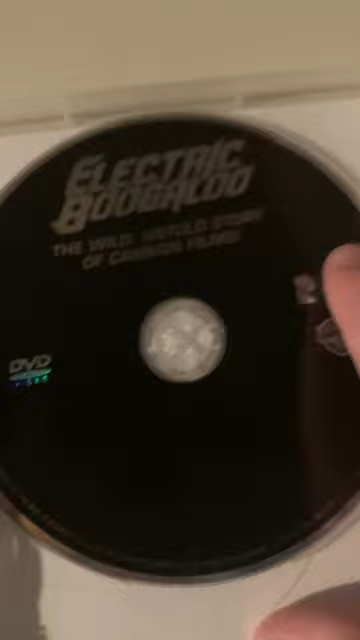 ELECTRIC
BOOGALOO
THE WILD, UNTOLD STORY
OF CANNON FILMS
DVD
VIDEO